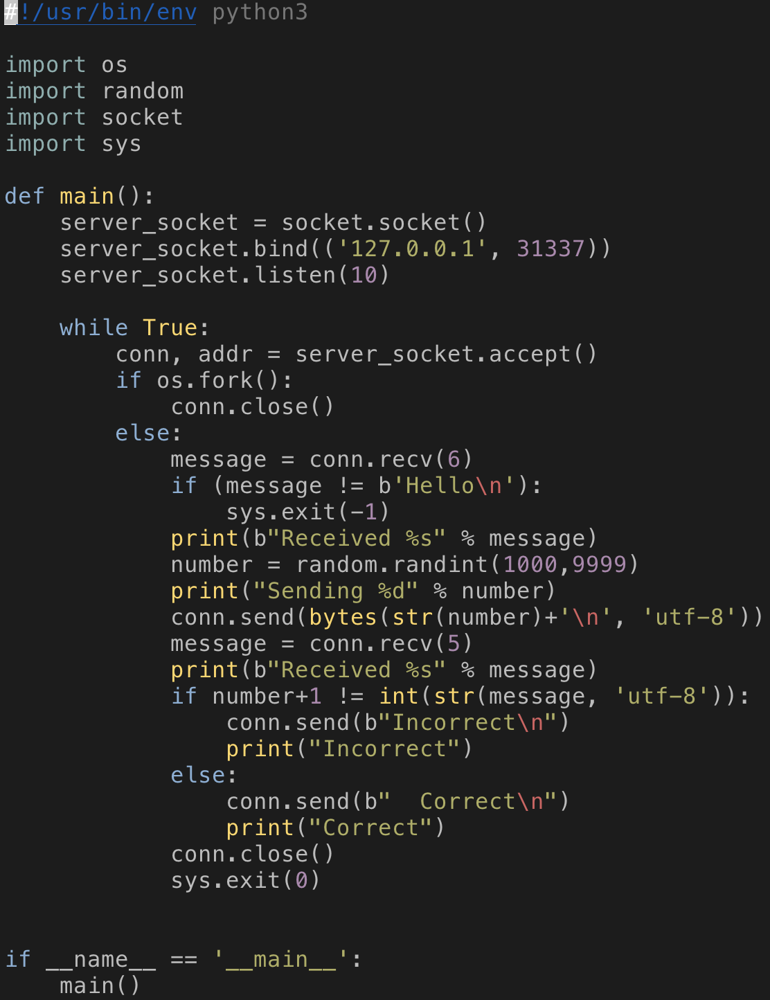 #!/usr/bin/env python3

import os
import random
import socket
import sys

def main():
    server_socket = socket.socket()
    server_socket.bind(('127.0.0.1', 31337))
    server_socket.listen(10)

    while True:
        conn, addr = server_socket.accept()
        if os.fork():
            conn.close()
        else:
            message = conn.recv(6)
            if (message != b'Hello\n'):
                sys.exit(-1)
            print(b"Received %s" % message)
            number = random.randint(1000,9999)
            print("Sending %d" % number)
            conn.send(bytes(str(number)+'\n', 'utf-8'))
            message = conn.recv(5)
            print(b"Received %s" % message)
            if number+1 != int(str(message, 'utf-8')):
                conn.send(b"Incorrect\n")
                print("Incorrect")
            else:
                conn.send(b"  Correct\n")
                print("Correct")
            conn.close()
            sys.exit(0)


if __name__ == '__main__':
    main()